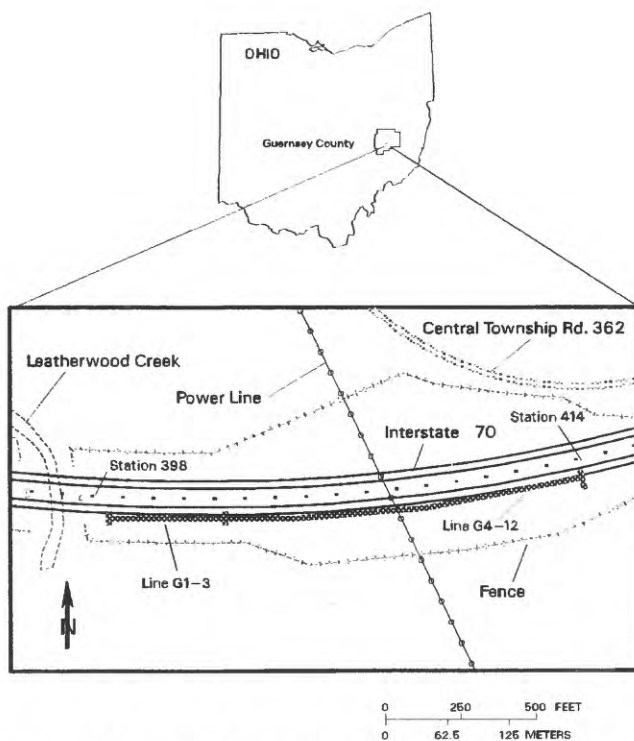 OHIO
Guernsey County
Central Township Rd. 362
Leatherwood Creek
Power Line
Station 414
Interstate 70
Station 398
Line G4-12
Line G1-3
Fence
N
0 250 500 FEET
0 62.5 125 METERS